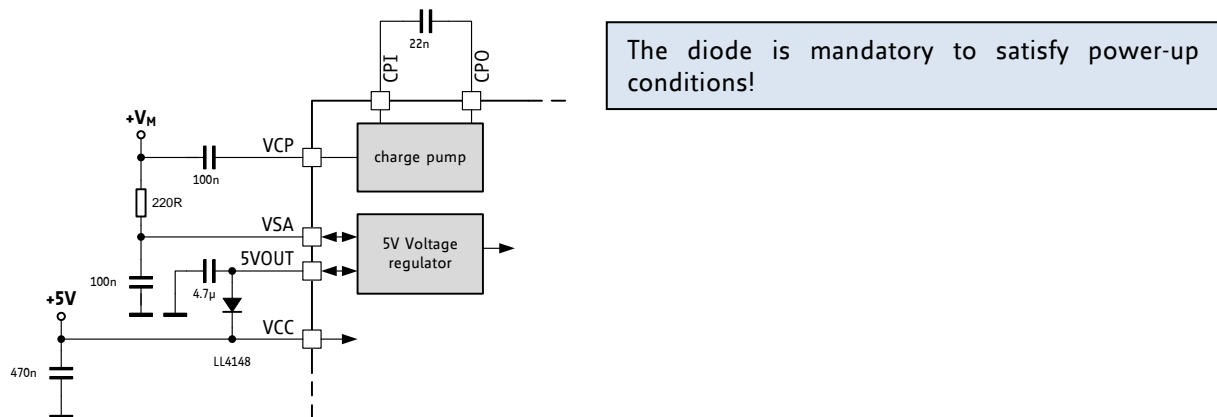 22n
CPI
CPO
+VM
VCP
100n
charge pump
220R
VSA
5V Voltage
regulator
5VOUT
100n
4.7µ
+5V
VCC
LL4148
470n
The diode is mandatory to satisfy power-up
conditions!